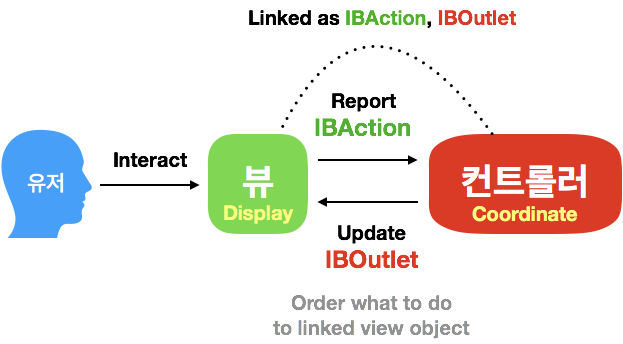 Linked as IBAction, IBOutlet
Report
IBAction
유저
Interact
뷰
Display
컨트롤러
Coordinate
Update
IBOutlet
Order what to do
to linked view object